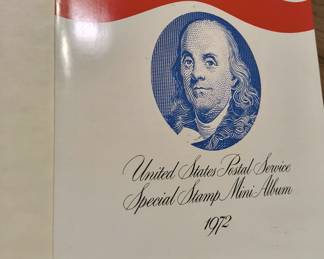 United States Postal Service
Special Stamp Mini Album
1972